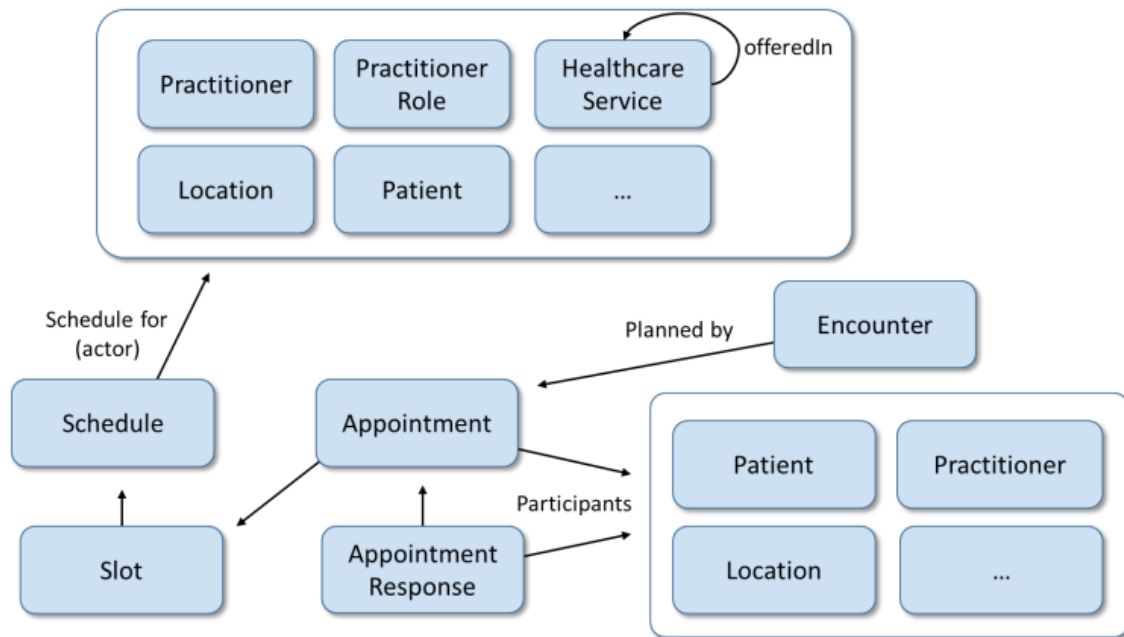 Practitioner
Practitioner
Role
Healthcare
Service
offeredIn
Location
Patient
...
Schedule for
(actor)
Planned by
Encounter
Schedule
Appointment
Patient
Practitioner
Participants
Slot
Appointment
Response
Location
...